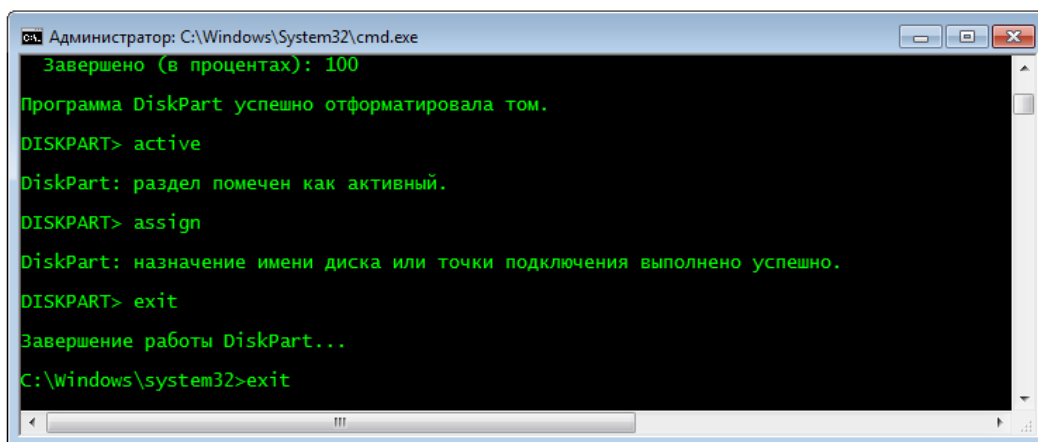 Администратор: C:\Windows\System32\cmd.exe
Завершено (в процентах): 100
Программа DiskPart успешно отформатировала том.
DISKPART> active
DiskPart: раздел помечен как активный.
DISKPART> assign
DiskPart: назначение имени диска или точки подключения выполнено успешно.
DISKPART> exit
Завершение работы DiskPart...
C:\Windows\system32>exit